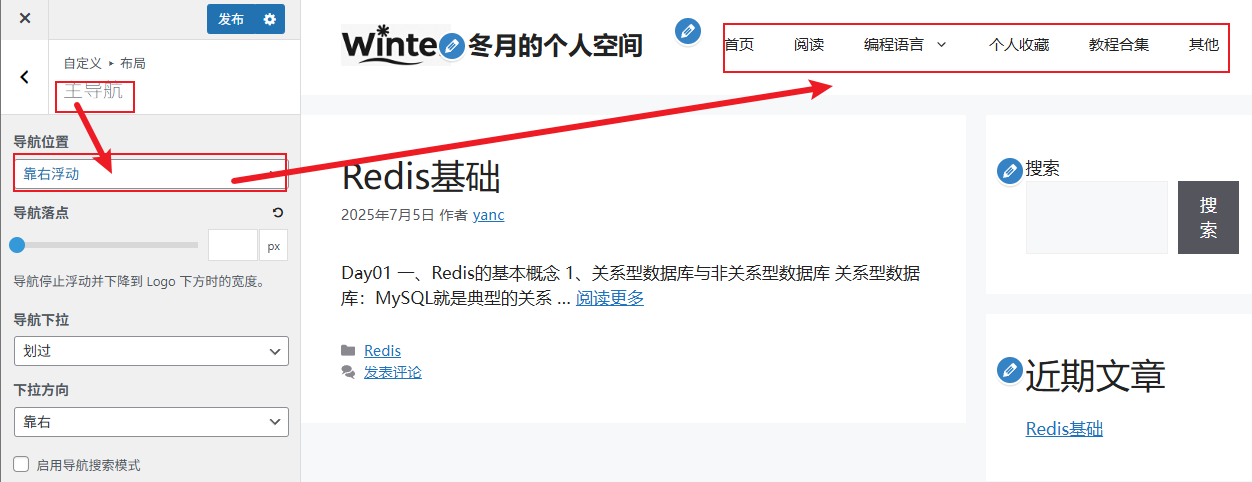 发布
自定义 ▸ 布局
主导航
导航位置
靠右浮动
导航落点
px
导航停止浮动并下降到 Logo 下方时的宽度。
导航下拉
划过
下拉方向
靠右
启用导航搜索模式
Winte 冬月的个人空间
首页 阅读 编程语言 个人收藏 教程合集 其他
Redis基础
2025年7月5日 作者 yanc
Day01 一、Redis的基本概念 1、关系型数据库与非关系型数据库 关系型数据
库：MySQL就是典型的关系 ... 阅读更多
Redis
发表评论
搜索
搜
索
近期文章
Redis基础